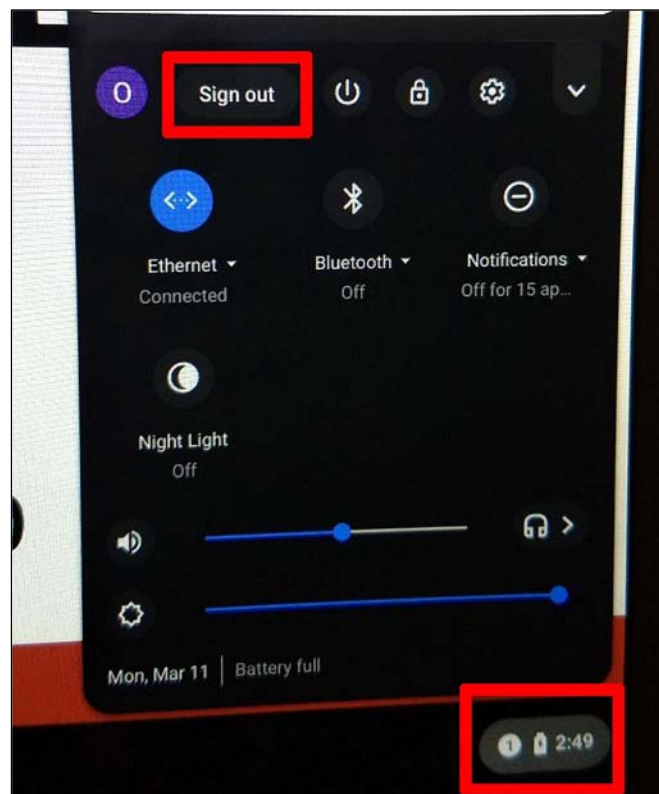 O Sign out
Ethernet Bluetooth Notifications
Connected Off Off for 15 ap...
Night Light
Off
Mon, Mar 11 | Battery full
1 2:49